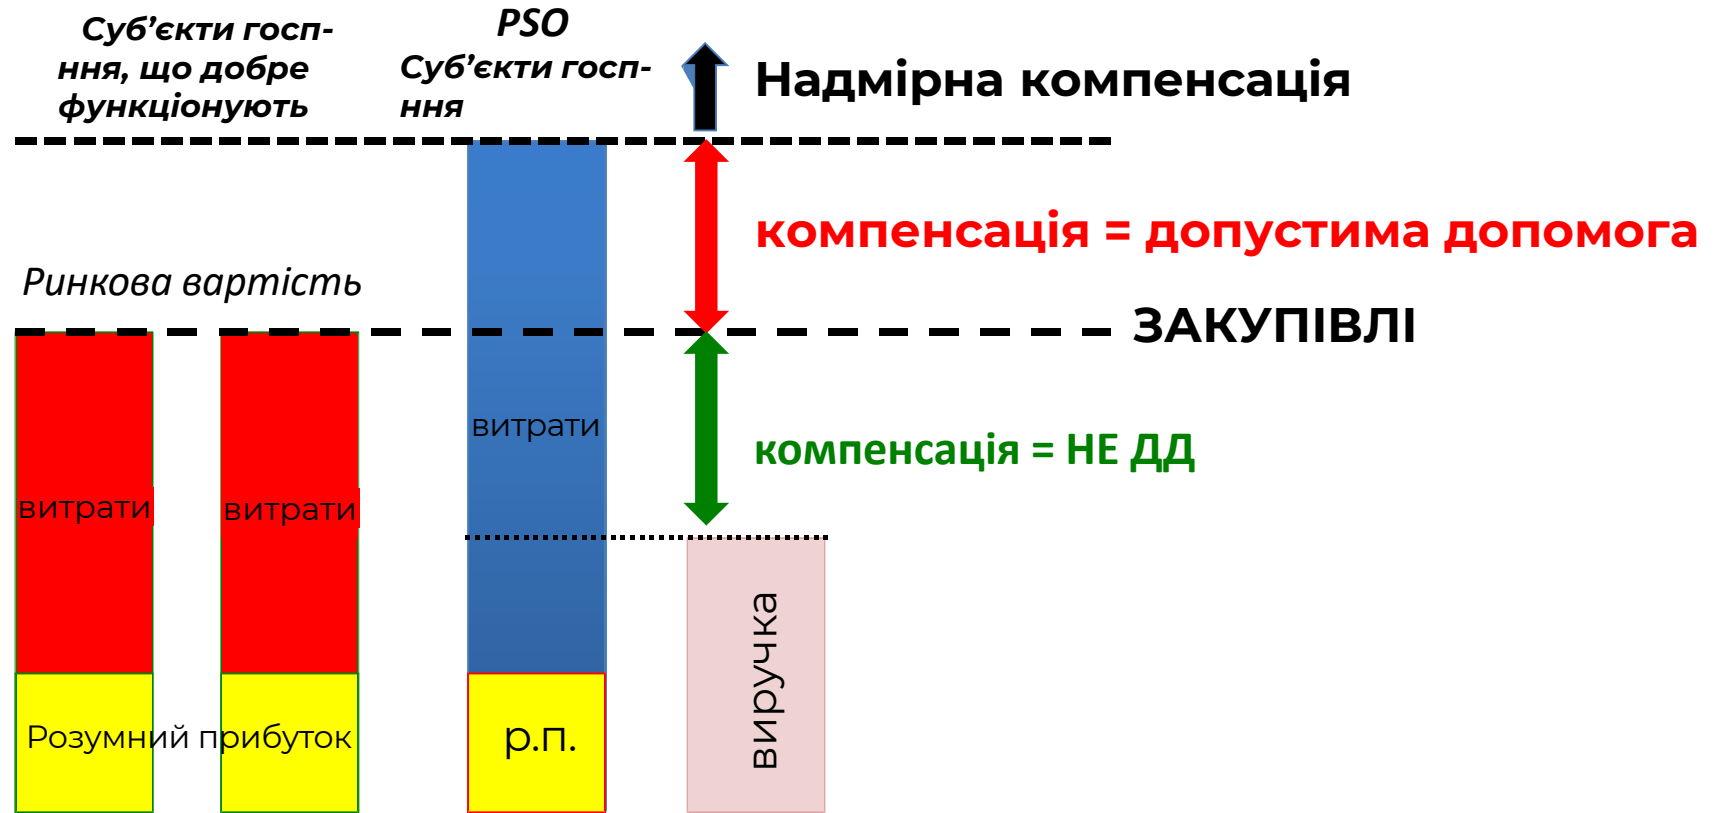 Суб’єкти госп-
ння, що добре
функціонують
PSO
Суб’єкти госп-
ння
Надмірна компенсація
компенсація = допустима допомога
Ринкова вартість
ЗАКУПІВЛІ
витрати
компенсація = НЕ ДД
витрати
витрати
виручка
Розумний прибуток
р.п.